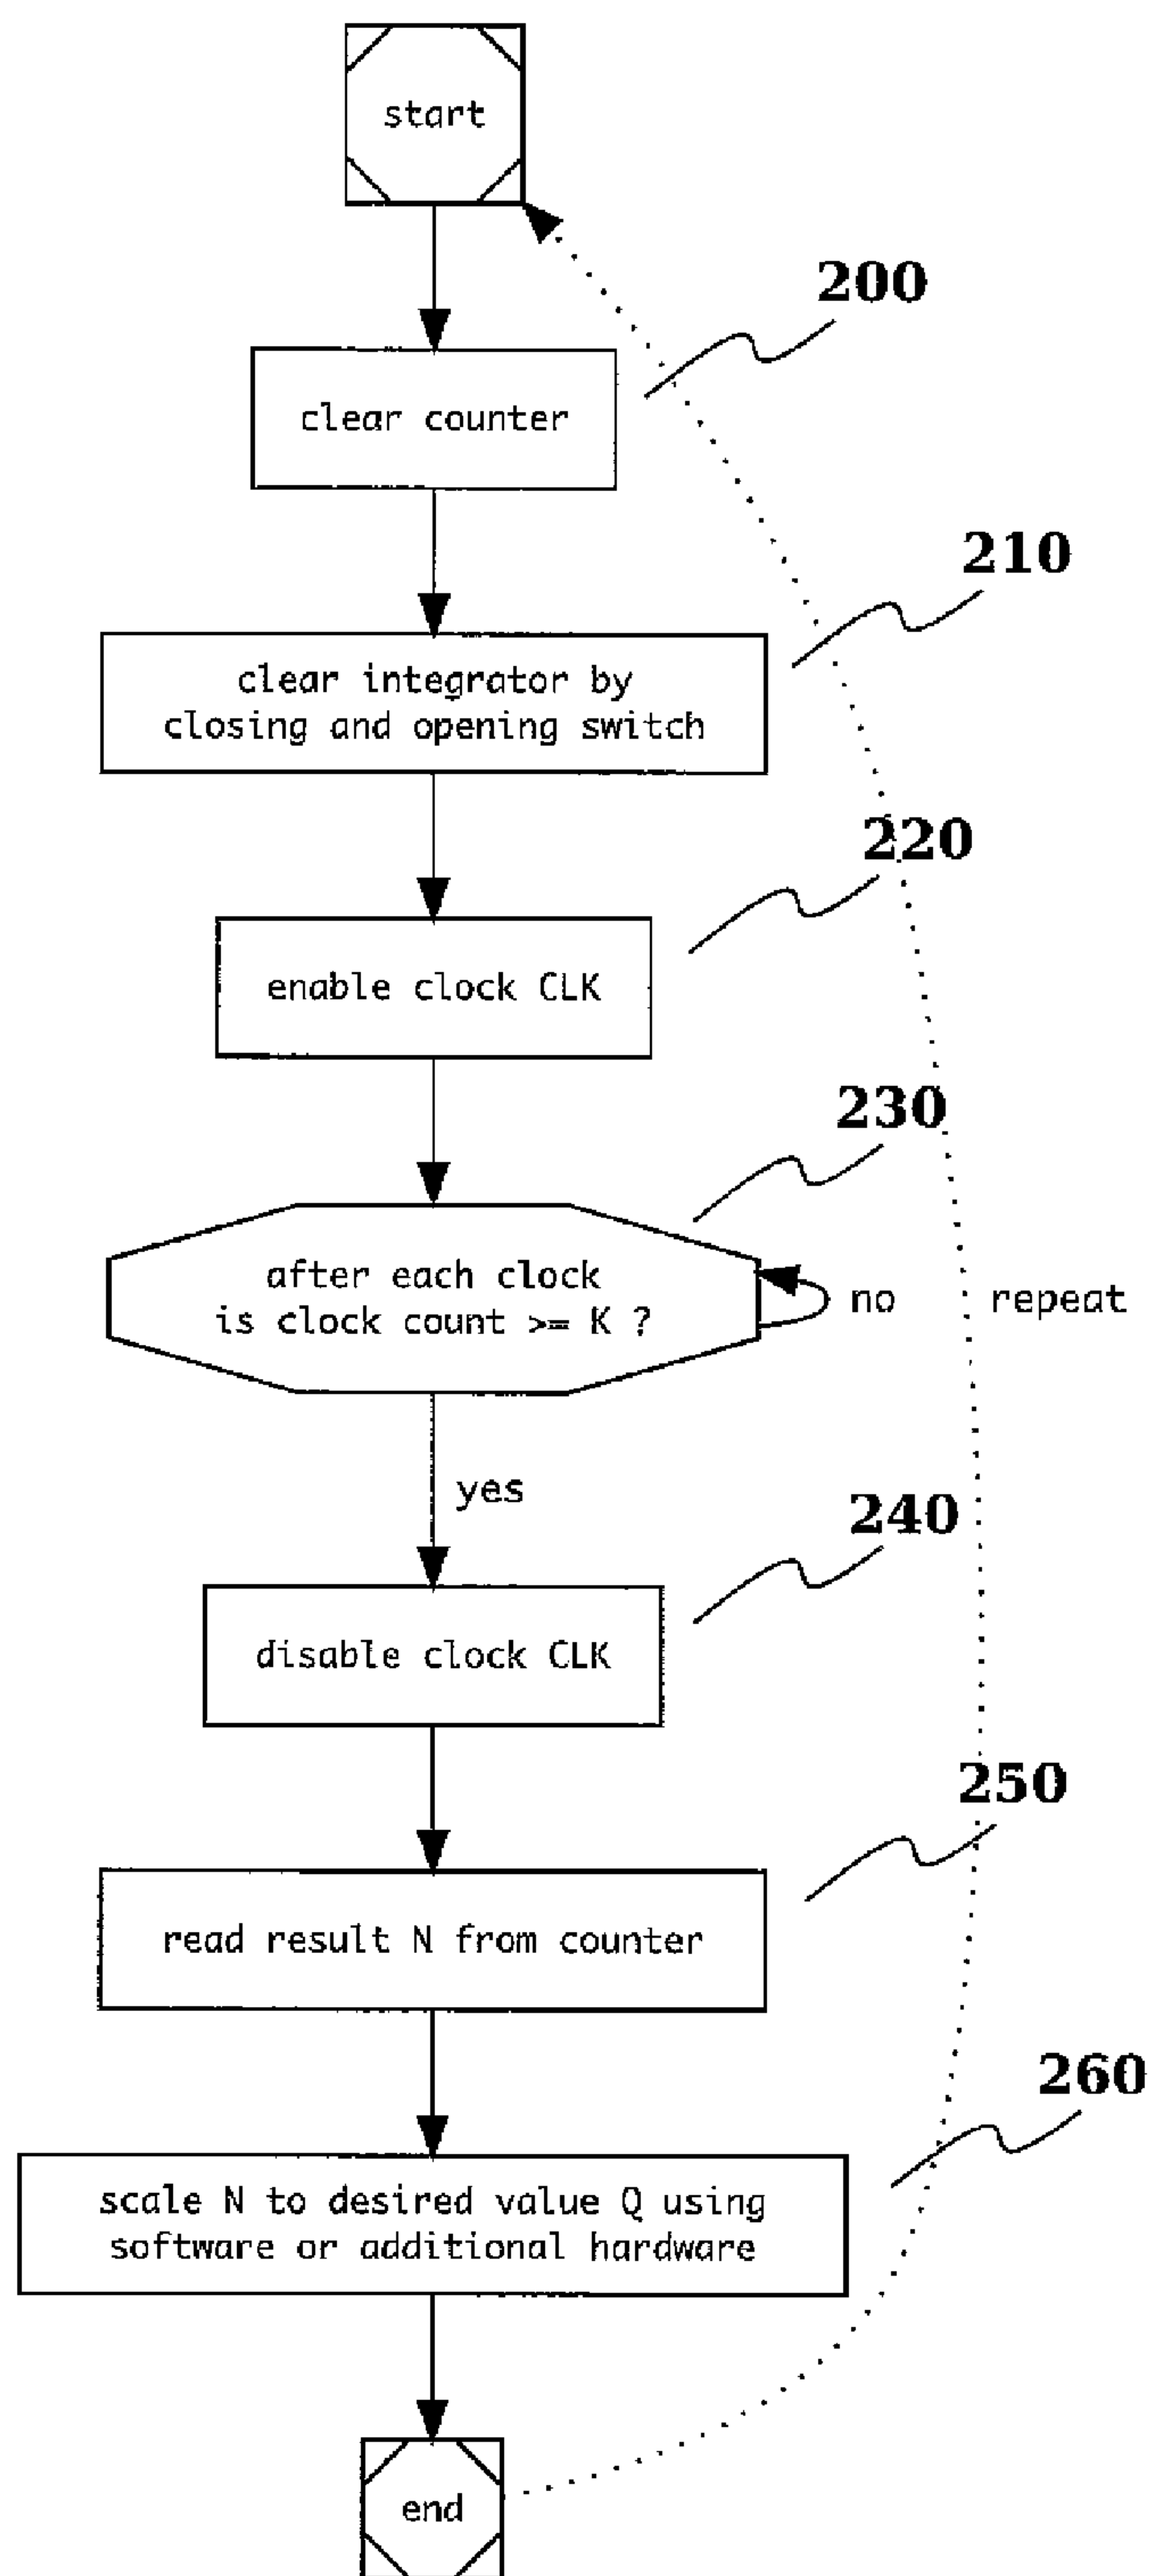 start
200
clear counter
210
clear integrator by
closing and opening switch
220
enable clock CLK
230
after each clock
is clock count >= K ?
no
repeat
yes
240
disable clock CLK
250
read result N from counter
260
scale N to desired value Q using
software or additional hardware
end